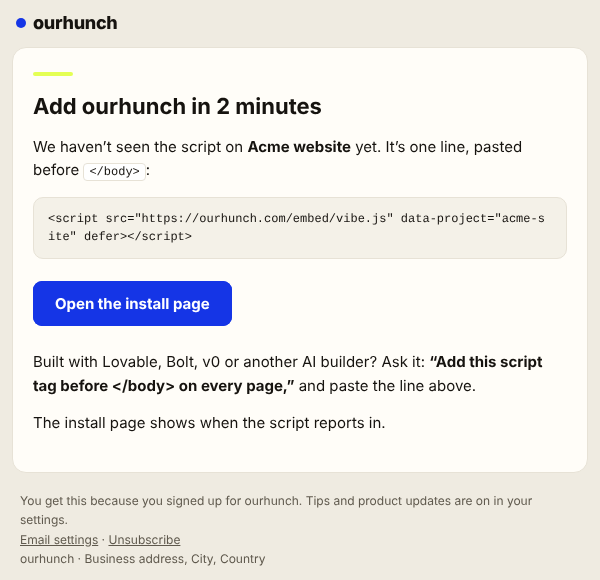 ourhunch
Add ourhunch in 2 minutes
We haven’t seen the script on Acme website yet. It’s one line, pasted
before </body>:
<script src="https://ourhunch.com/embed/vibe.js" data-project="acme-s
ite" defer></script>
Open the install page
Built with Lovable, Bolt, v0 or another AI builder? Ask it: “Add this script
tag before </body> on every page,” and paste the line above.
The install page shows when the script reports in.
You get this because you signed up for ourhunch. Tips and product updates are on in your
settings.
Email settings · Unsubscribe
ourhunch · Business address, City, Country